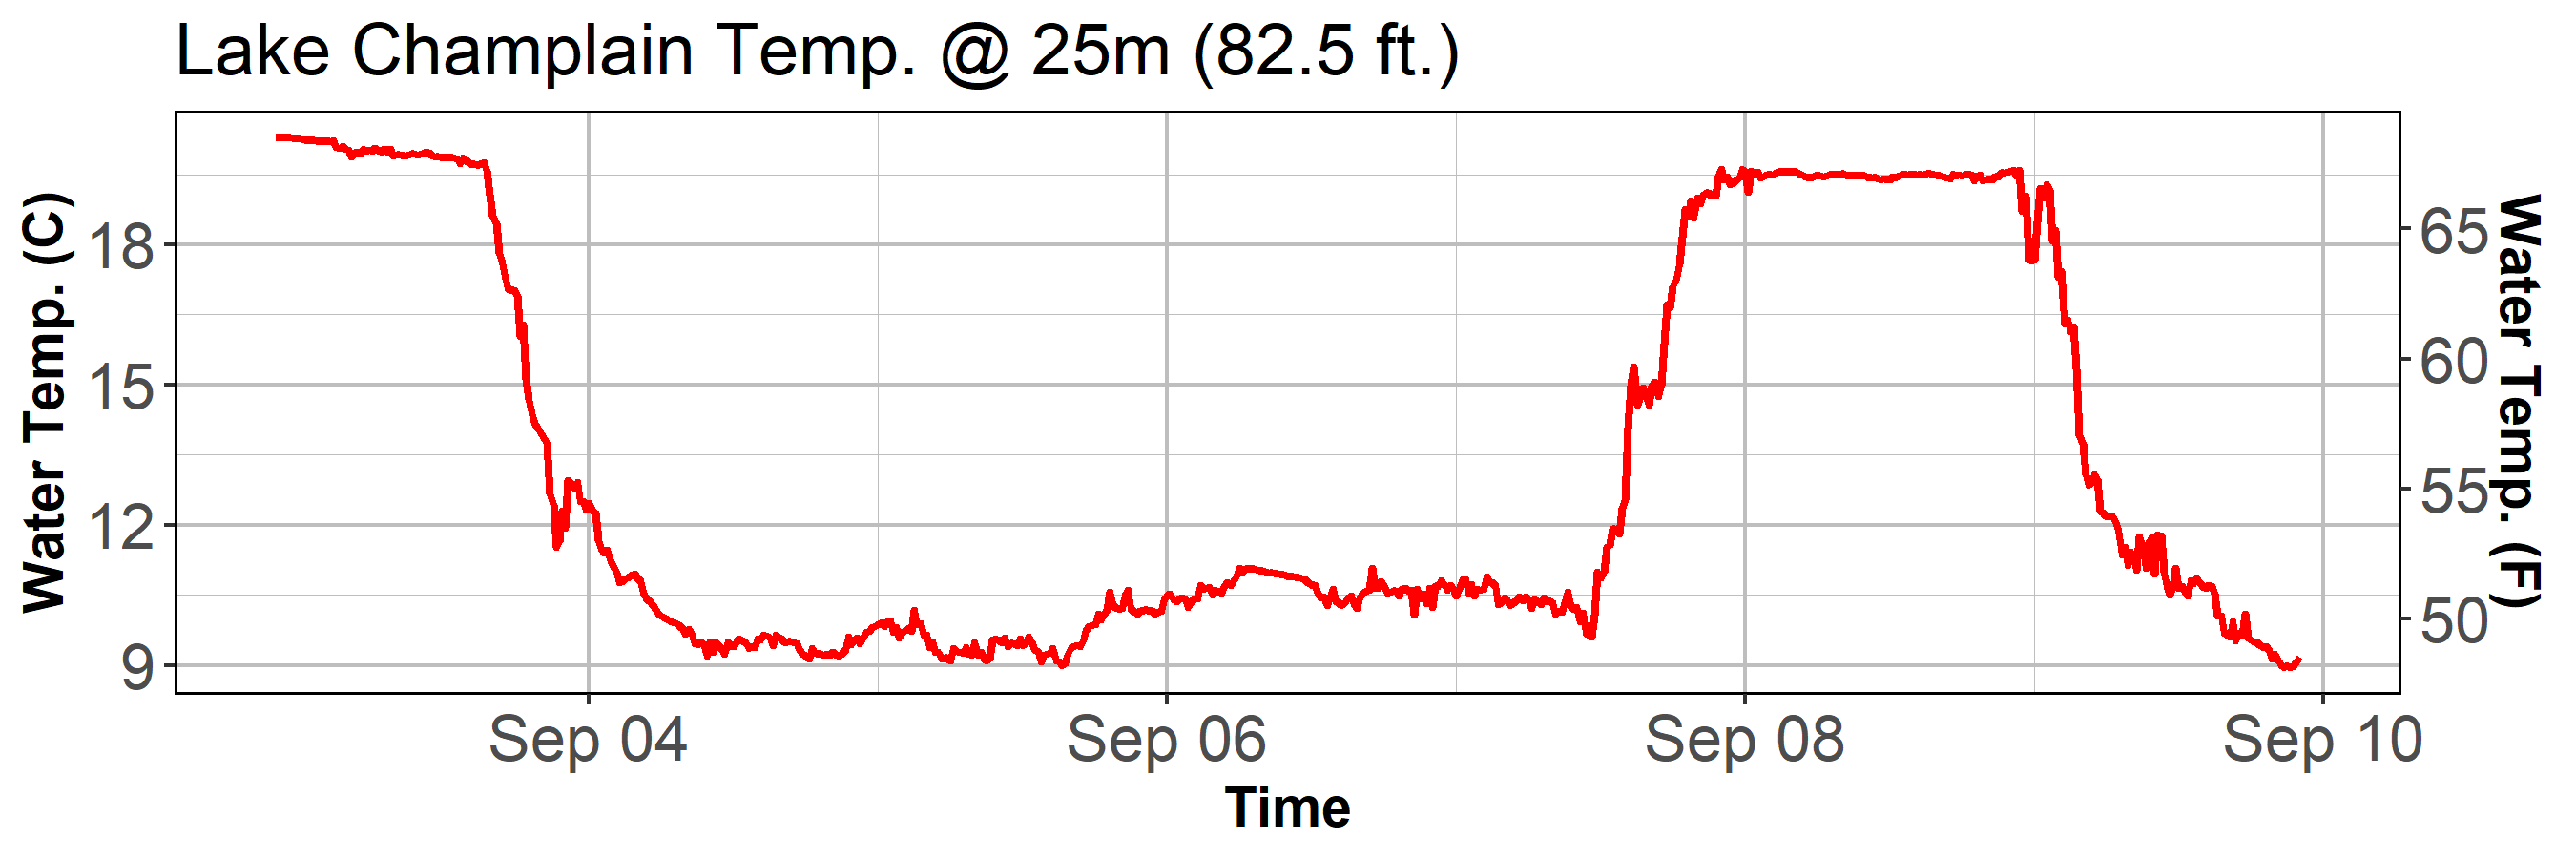 Lake Champlain Temp. @ 25m (82.5 ft.)
Water Temp. (C)
18
15
12
9
65
60
55
50
Water Temp. (F)
Sep 04
Sep 06
Sep 08
Sep 10
Time